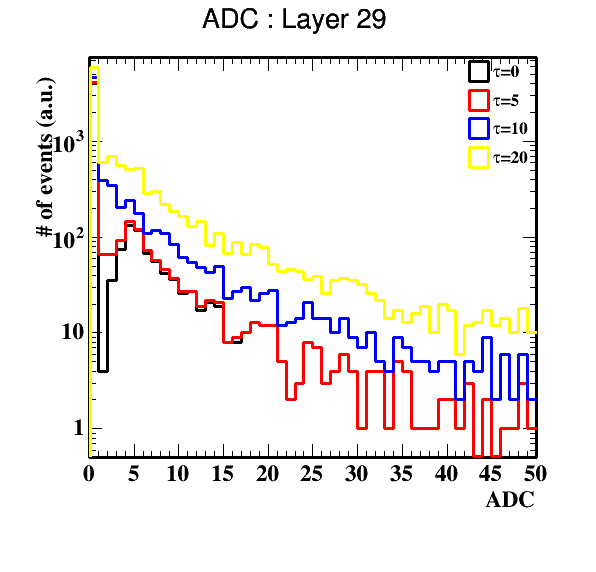 ADC : Layer 29
# of events (a.u.)
τ=0
τ=5
τ=10
τ=20
10³
10²
10
1
0 5 10 15 20 25 30 35 40 45 50
ADC